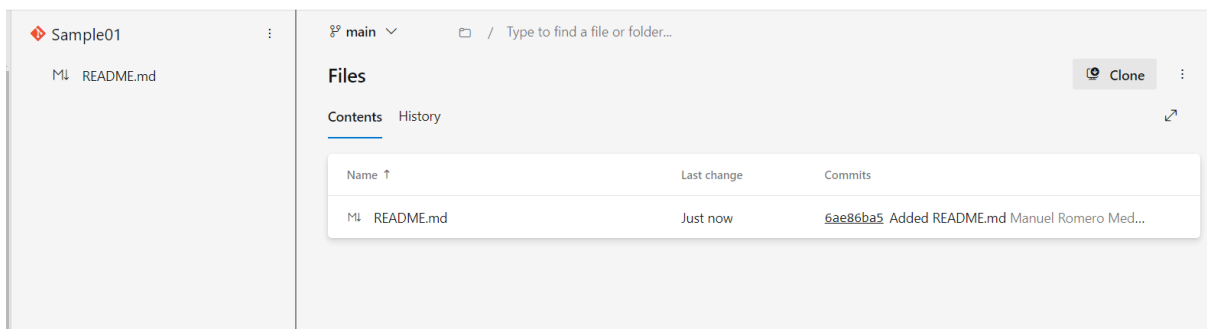 Sample01
M↓ README.md
main
/ Type to find a file or folder...
Files
Clone
Contents History
Name ↑ Last change Commits
M↓ README.md Just now 6ae86ba5 Added README.md Manuel Romero Med...